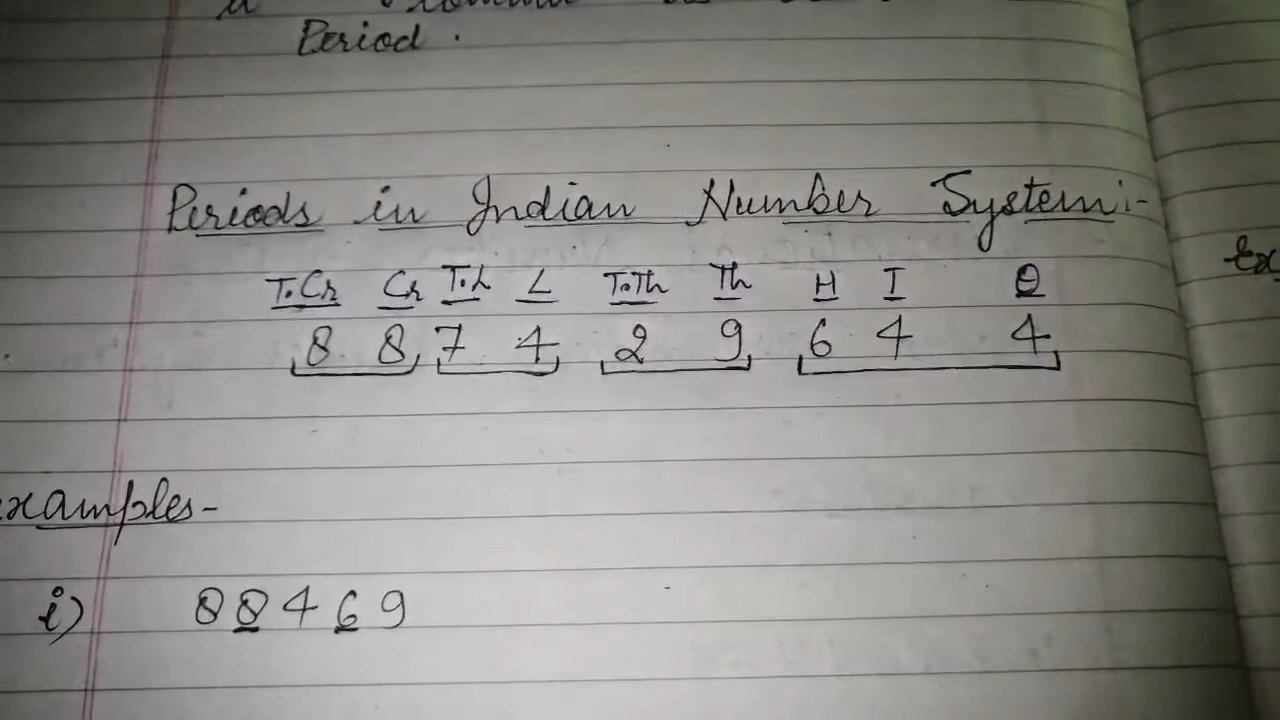 Period.
Periods in Indian Number System:-
T.Cr Cr T.L L T.Th Th H T O
8 8, 7 4, 2 9, 6 4 4
Examples-
i) 88469
Ex